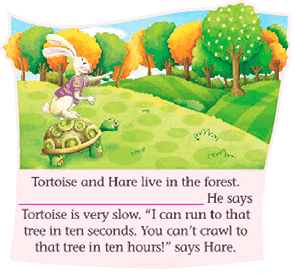 Tortoise and Hare live in the forest.
____________________ He says
Tortoise is very slow. “I can run to that
tree in ten seconds. You can’t crawl to
that tree in ten hours!” says Hare.